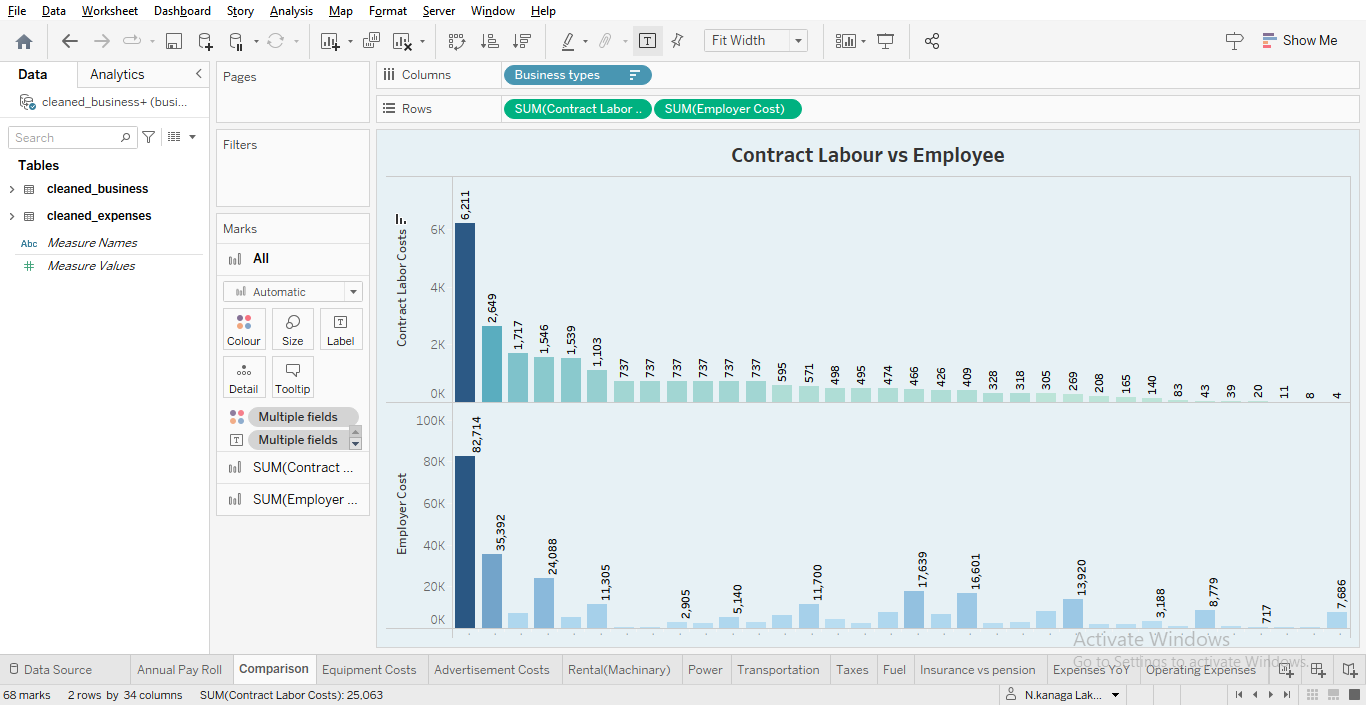 File Data Worksheet Dashboard Story Analysis Map Format Server Window Help
Fit Width
Show Me
Data Analytics
cleaned_business+ (busi...
Search
Tables
cleaned_business
cleaned_expenses
Abc Measure Names
# Measure Values
Pages
Filters
Marks
All
Automatic
Colour Size Label
Detail Tooltip
Multiple fields
Multiple fields
SUM(Contract ...
SUM(Employer ...
Columns Business types
Rows SUM(Contract Labor .. SUM(Employer Cost)
Contract Labour vs Employee
Contract Labor Costs
6K
4K
2K
0K
6,211 2,649 1,717 1,546 1,539 1,103 737 737 737 737 737 737 595 571 498 495 474 466 426 409 328 318 305 269 208 165 140 83 43 39 20 11 8 4
Employer Cost
100K
80K
60K
40K
20K
0K
82,714 35,392 24,088 11,305 2,905 5,140 11,700 17,639 16,601 13,920 3,188 8,779 717 7,686
Activate Windows
Go to Settings to activate Windows.
Data Source Annual Pay Roll Comparison Equipment Costs Advertisement Costs Rental(Machinary) Power Transportation Taxes Fuel Insurance vs pension Expenses YoY Operating Expenses
68 marks 2 rows by 34 columns SUM(Contract Labor Costs): 25,063 N.kanaga Lak...